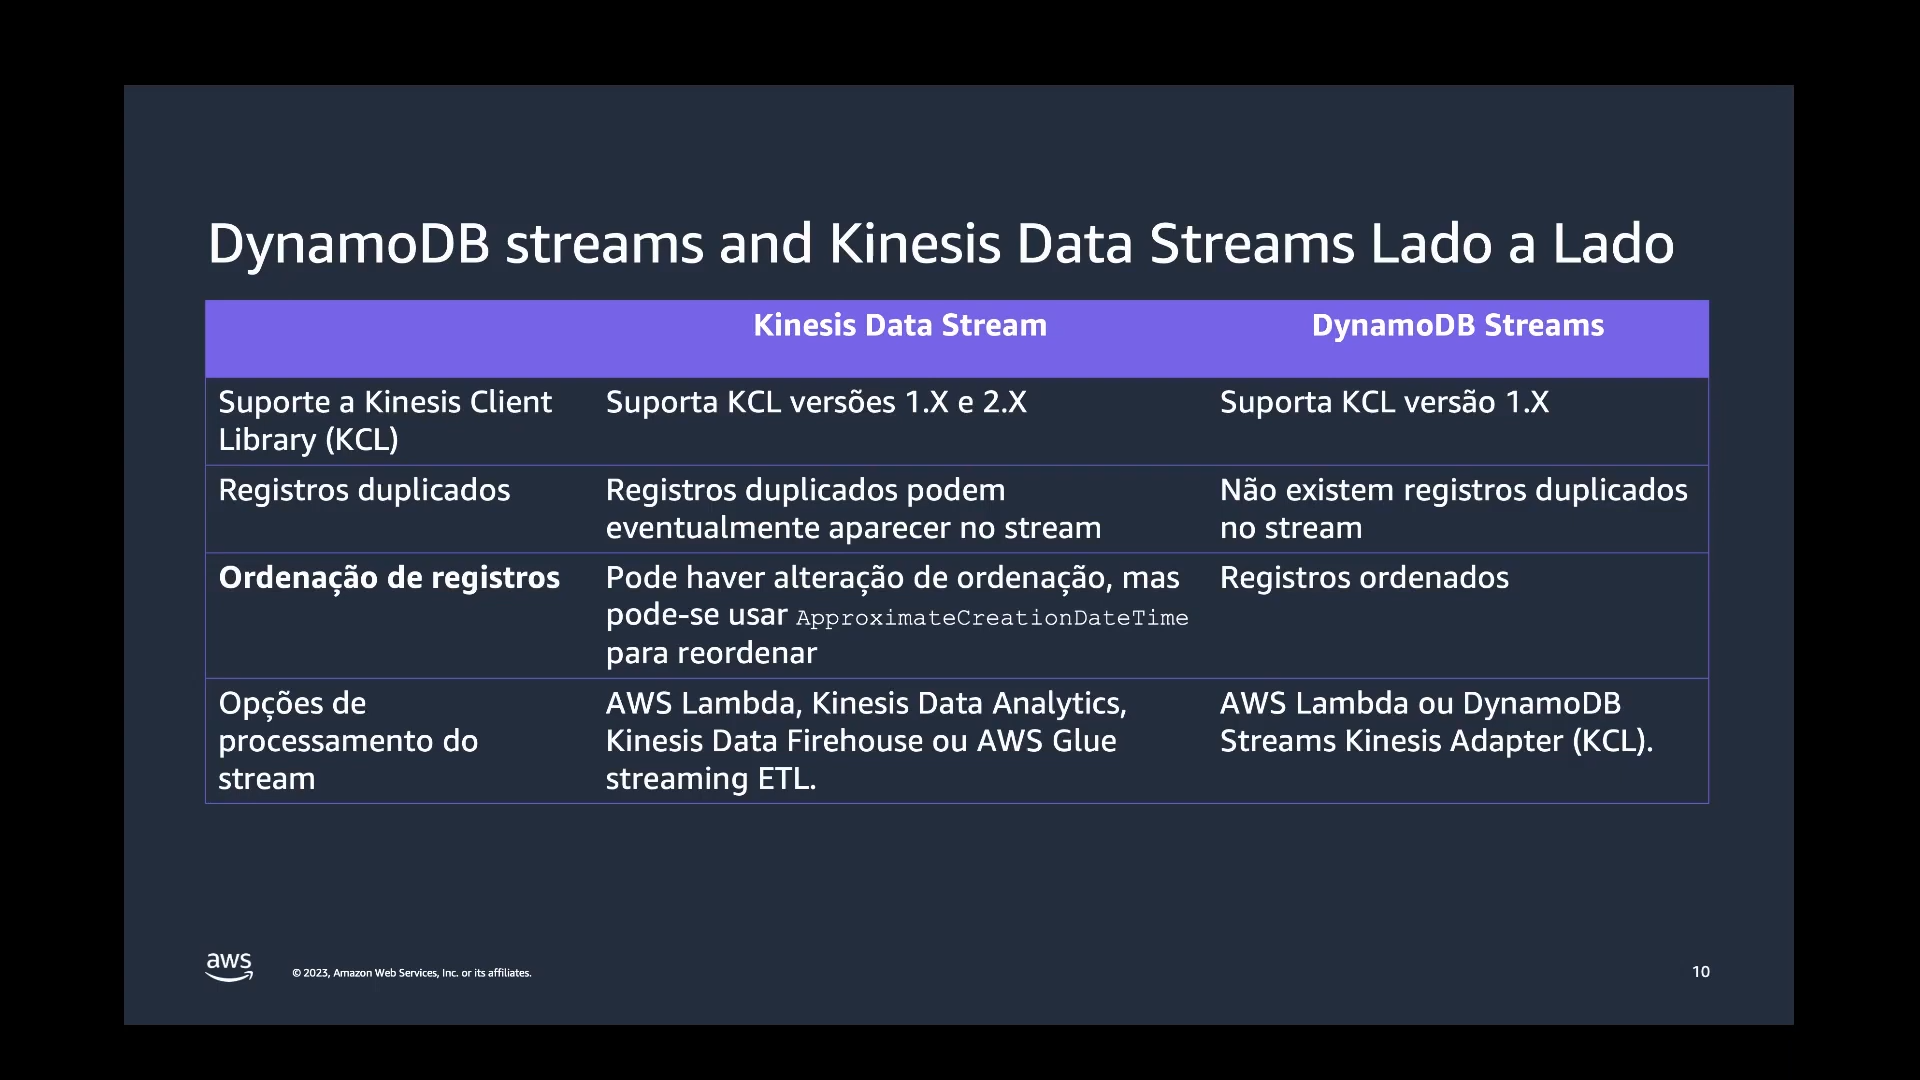 DynamoDB streams and Kinesis Data Streams Lado a Lado
Kinesis Data Stream
DynamoDB Streams
Suporte a Kinesis Client
Library (KCL)
Suporta KCL versões 1.X e 2.X
Suporta KCL versão 1.X
Registros duplicados
Registros duplicados podem
eventualmente aparecer no stream
Não existem registros duplicados
no stream
Ordenação de registros
Pode haver alteração de ordenação, mas
pode-se usar ApproximateCreationDateTime
para reordenar
Registros ordenados
Opções de
processamento do
stream
AWS Lambda, Kinesis Data Analytics,
Kinesis Data Firehouse ou AWS Glue
streaming ETL.
AWS Lambda ou DynamoDB
Streams Kinesis Adapter (KCL).
aws
© 2023, Amazon Web Services, Inc. or its affiliates.
10